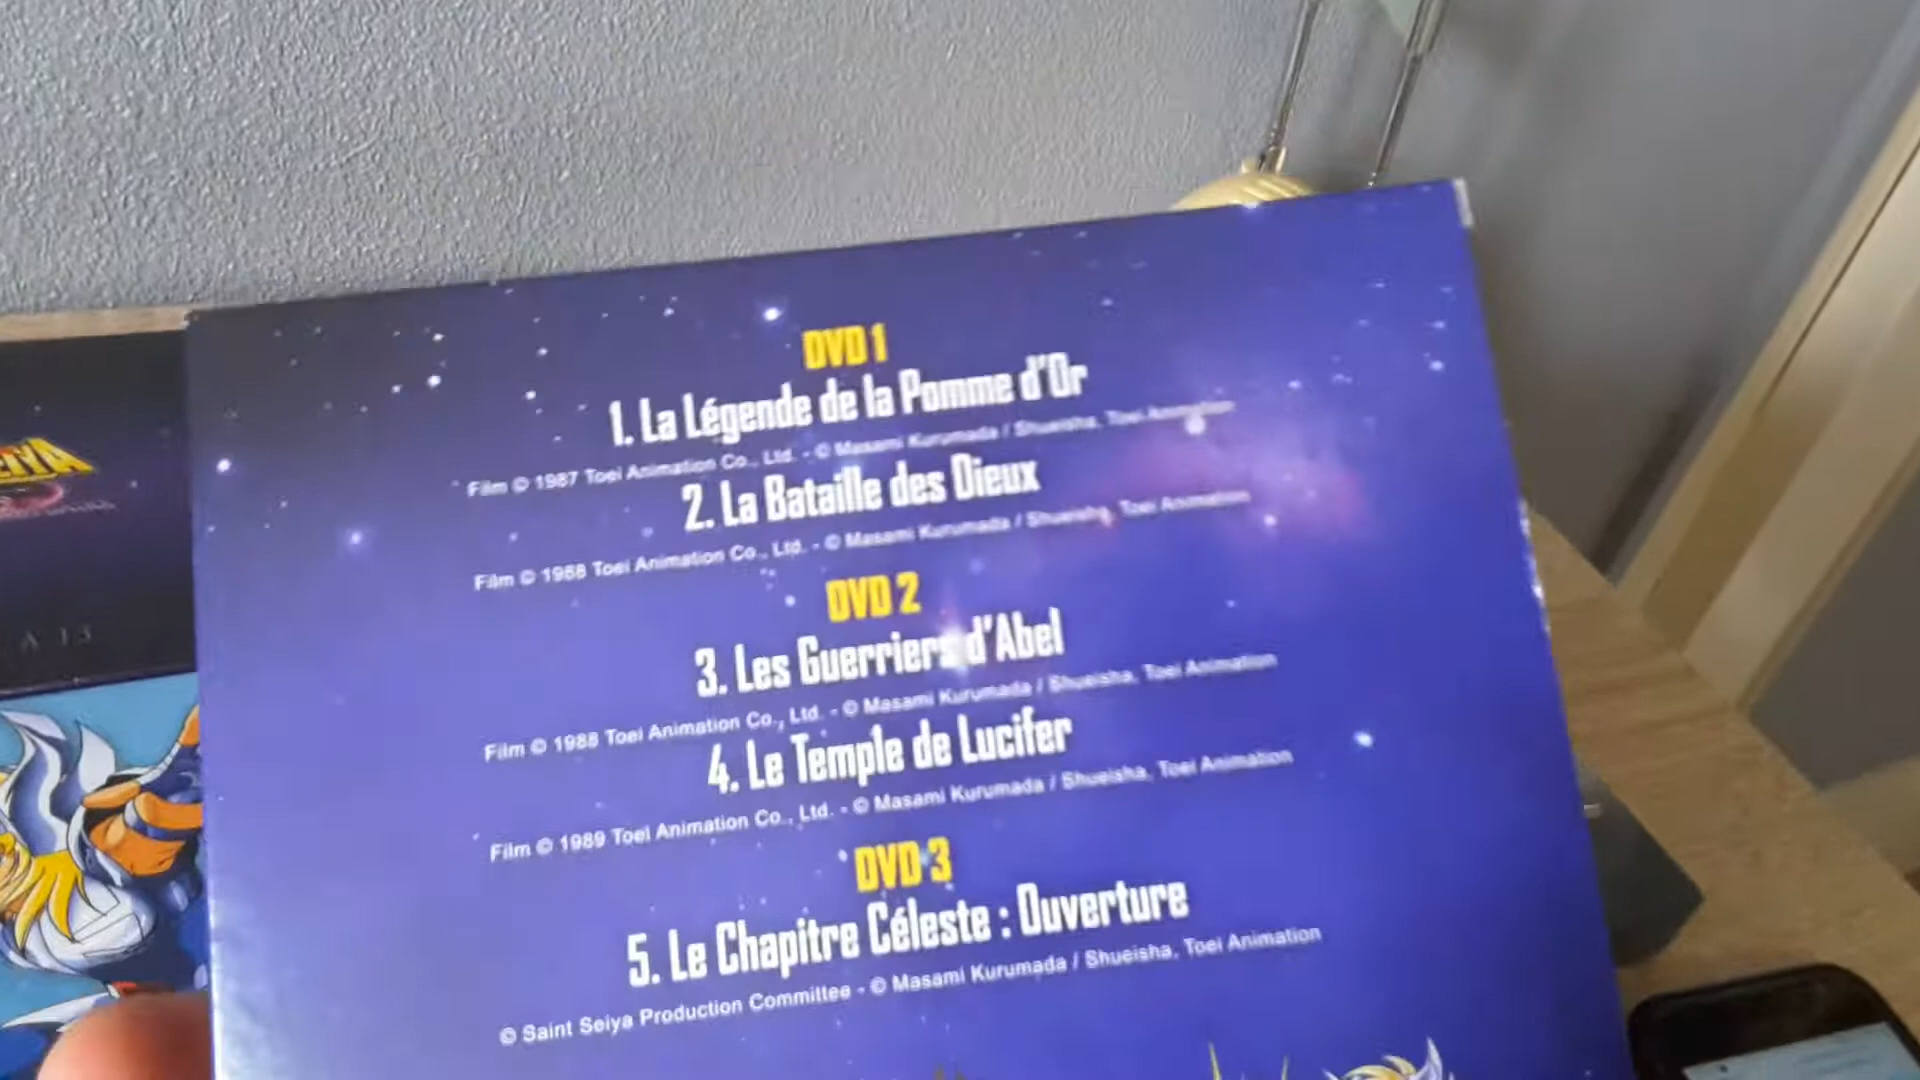 DVD 1
1. La Légende de la Pomme d'Or
Film © 1987 Toei Animation Co., Ltd. - © Masami Kurumada / Shueisha, Toei Animation
2. La Bataille des Dieux
Film © 1988 Toei Animation Co., Ltd. - © Masami Kurumada / Shueisha, Toei Animation
DVD 2
3. Les Guerriers d'Abel
Film © 1988 Toei Animation Co., Ltd. - © Masami Kurumada / Shueisha, Toei Animation
4. Le Temple de Lucifer
Film © 1989 Toei Animation Co., Ltd. - © Masami Kurumada / Shueisha, Toei Animation
DVD 3
5. Le Chapitre Céleste : Ouverture
© Saint Seiya Production Committee - © Masami Kurumada / Shueisha, Toei Animation
A 13